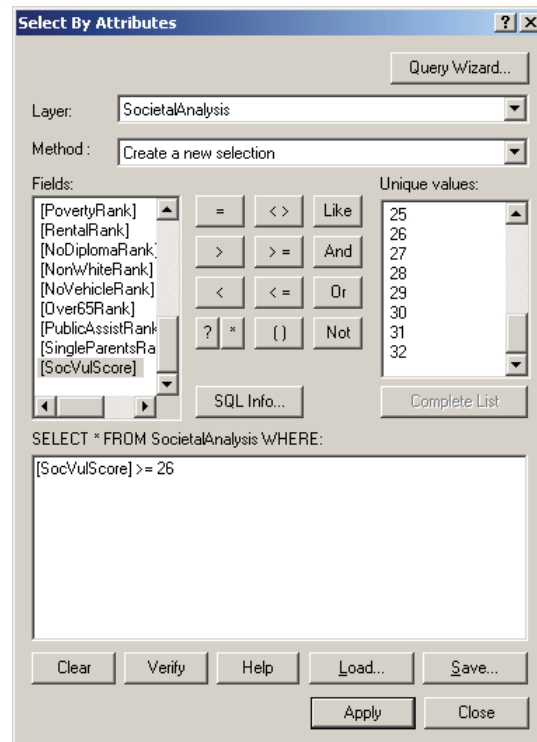 Select By Attributes
Query Wizard...
Layer: SocietalAnalysis
Method : Create a new selection
Fields: Unique values:
[PovertyRank] = < > Like 25
[RentalRank] 26
[NoDiplomaRank] > > = And 27
[NonWhiteRank] 28
[NoVehicleRank] < < = Or 29
[Over65Rank] 30
[PublicAssistRank ? * ( ) Not 31
[SingleParentsRa 32
[SocVulScore]
SQL Info... Complete List
SELECT * FROM SocietalAnalysis WHERE:
[SocVulScore] >= 26
Clear Verify Help Load... Save...
Apply Close